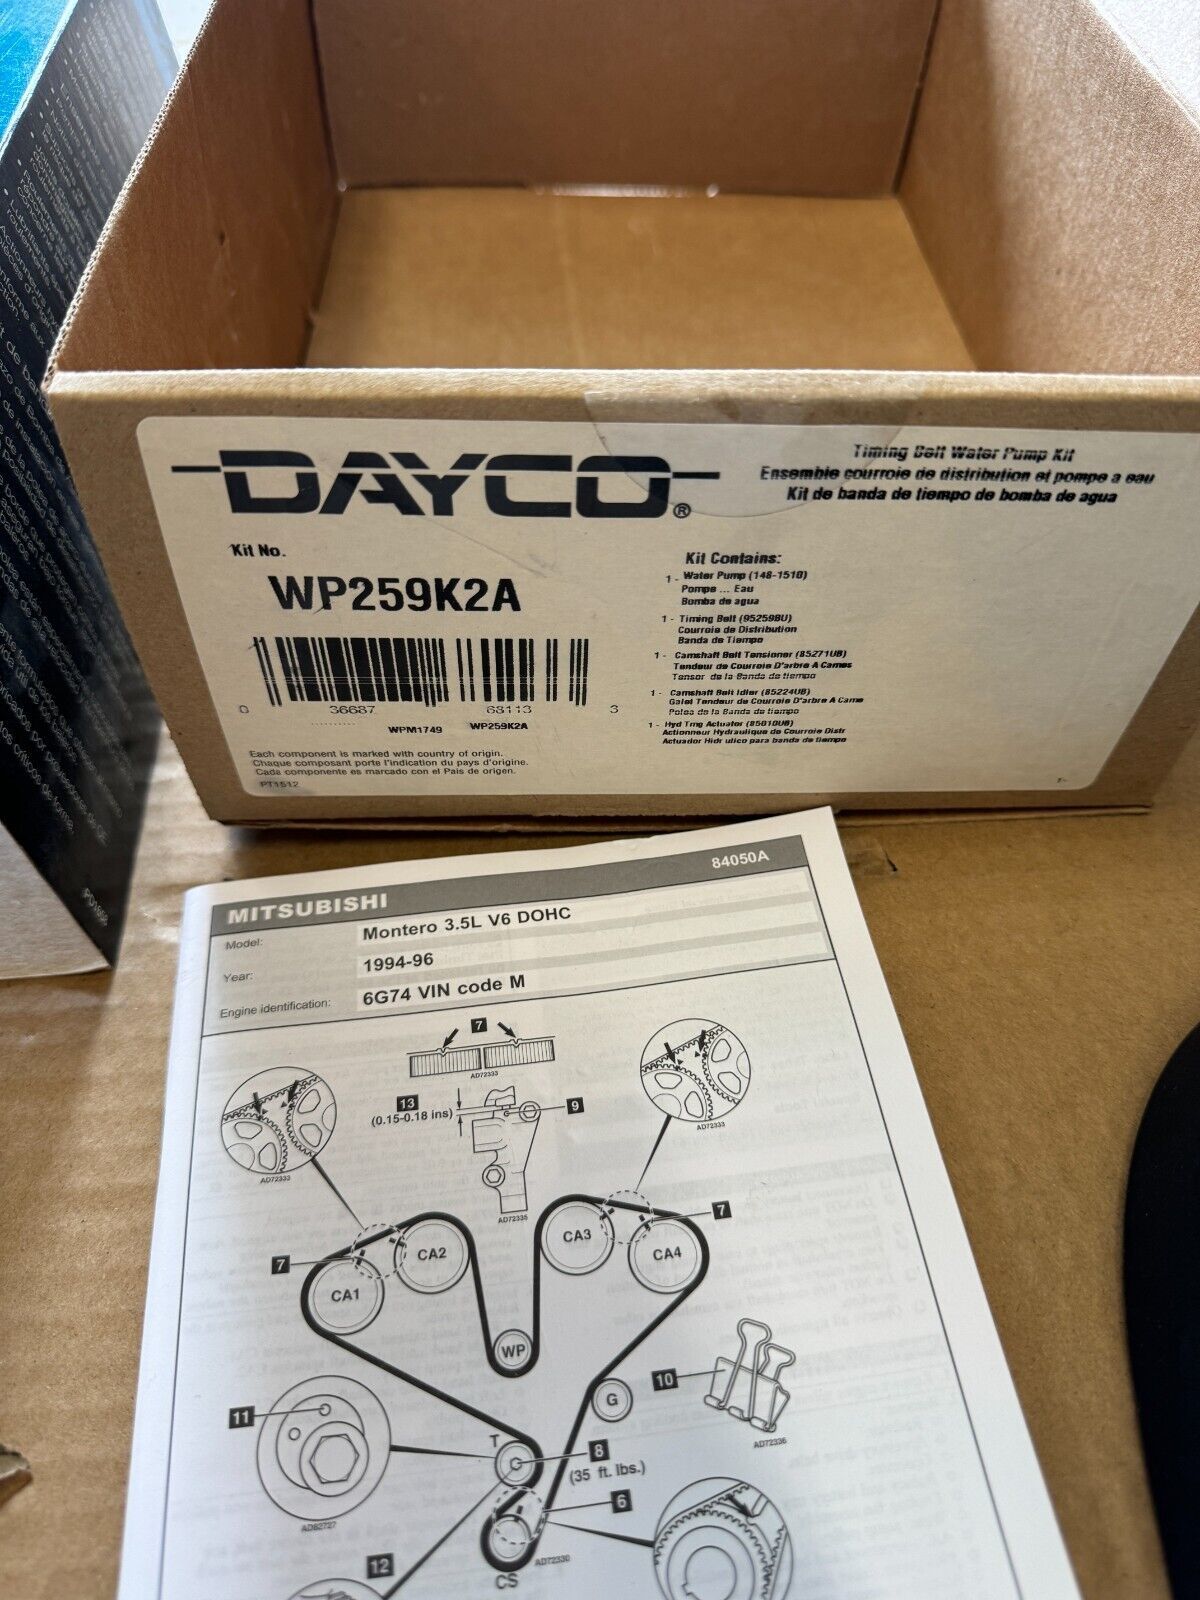 DAYCO®
Timing Belt Water Pump Kit
Ensemble courroie de distribution et pompe a eau
Kit de banda de tiempo de bomba de agua
Kit No.
WP259K2A
0 36687 68113 3
WPM1749 WP259K2A
Each component is marked with country of origin.
Chaque composant porte l'indication du pays d'origine.
Cada componente es marcado con el Pais de origen.
PT1512
Kit Contains:
1 - Water Pump (148-1510)
Pompe ... Eau
Bomba de agua
1 - Timing Belt (95259BU)
Courroie de Distribution
Banda de Tiempo
1 - Camshaft Belt Tensioner (85271UB)
Tendeur de Courroie D'arbre A Cames
Tensor de la Banda de tiempo
1 - Camshaft Belt Idler (85224UB)
Galet Tendeur de Courroie D'arbre A Came
Polea de la Banda de tiempo
1 - Hyd Tmg Actuator (85010UB)
Actionneur Hydraulique de Courroie Distr
Actuador Hidr ulico para banda de tiempo
84050A
MITSUBISHI
Model: Montero 3.5L V6 DOHC
Year: 1994-96
Engine identification: 6G74 VIN code M
7
AD72333
13
(0.15-0.18 ins)
9
AD72333
AD72333
AD72335
7
7
CA1
CA2
CA3
CA4
WP
G
10
AD72336
11
T
8
(35 ft. lbs.)
6
AD82727
AD72330
12
CS